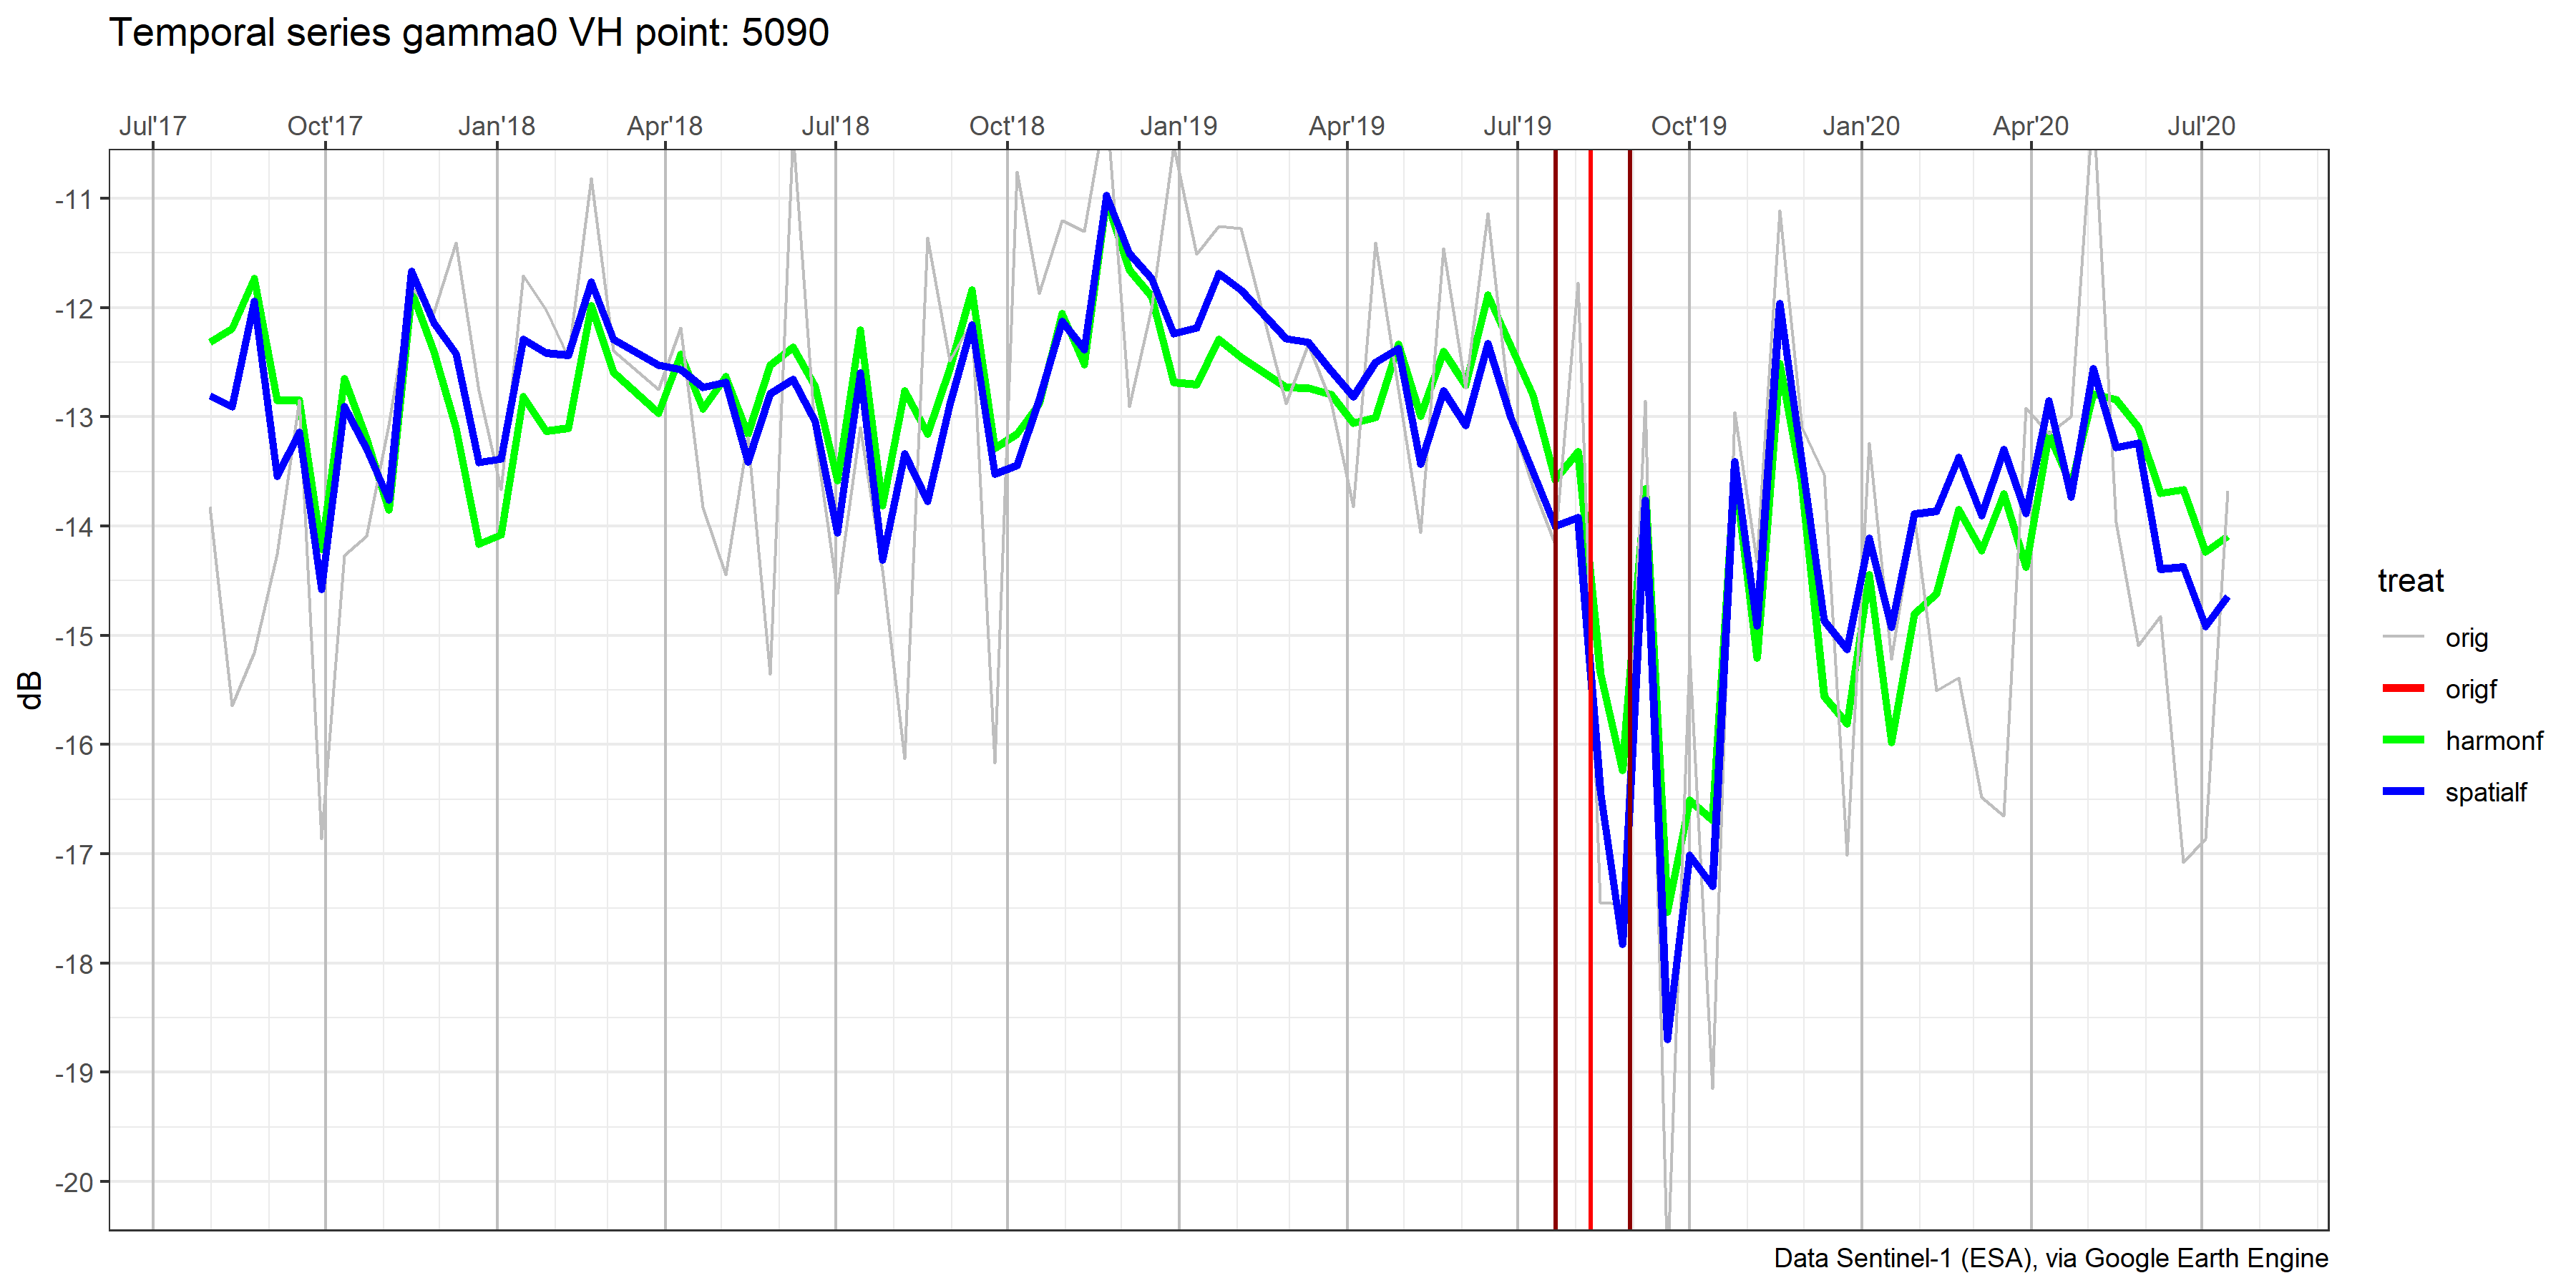 Temporal series gamma0 VH point: 5090
Jul'17 Oct'17 Jan'18 Apr'18 Jul'18 Oct'18 Jan'19 Apr'19 Jul'19 Oct'19 Jan'20 Apr'20 Jul'20
-11
-12
-13
-14
-15
-16
-17
-18
-19
-20
dB
treat
orig
origf
harmonf
spatialf
Data Sentinel-1 (ESA), via Google Earth Engine